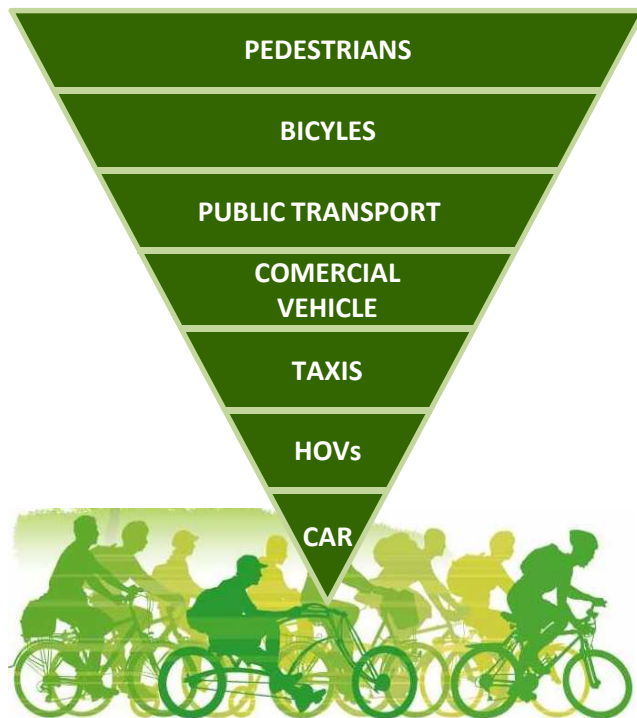 PEDESTRIANS
BICYLES
PUBLIC TRANSPORT
COMERCIAL
VEHICLE
TAXIS
HOVs
CAR